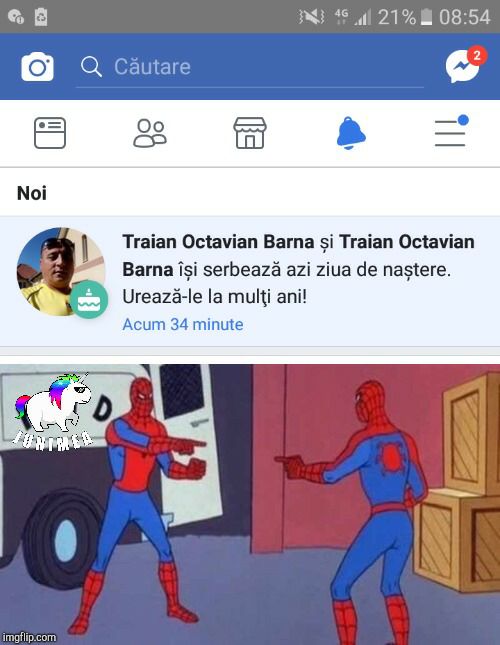 4G 21% 08:54
Căutare
2
Noi
Traian Octavian Barna și Traian Octavian
Barna își serbează azi ziua de naștere.
Urează-le la mulţi ani!
Acum 34 minute
D
JUNIMEA
imgflip.com